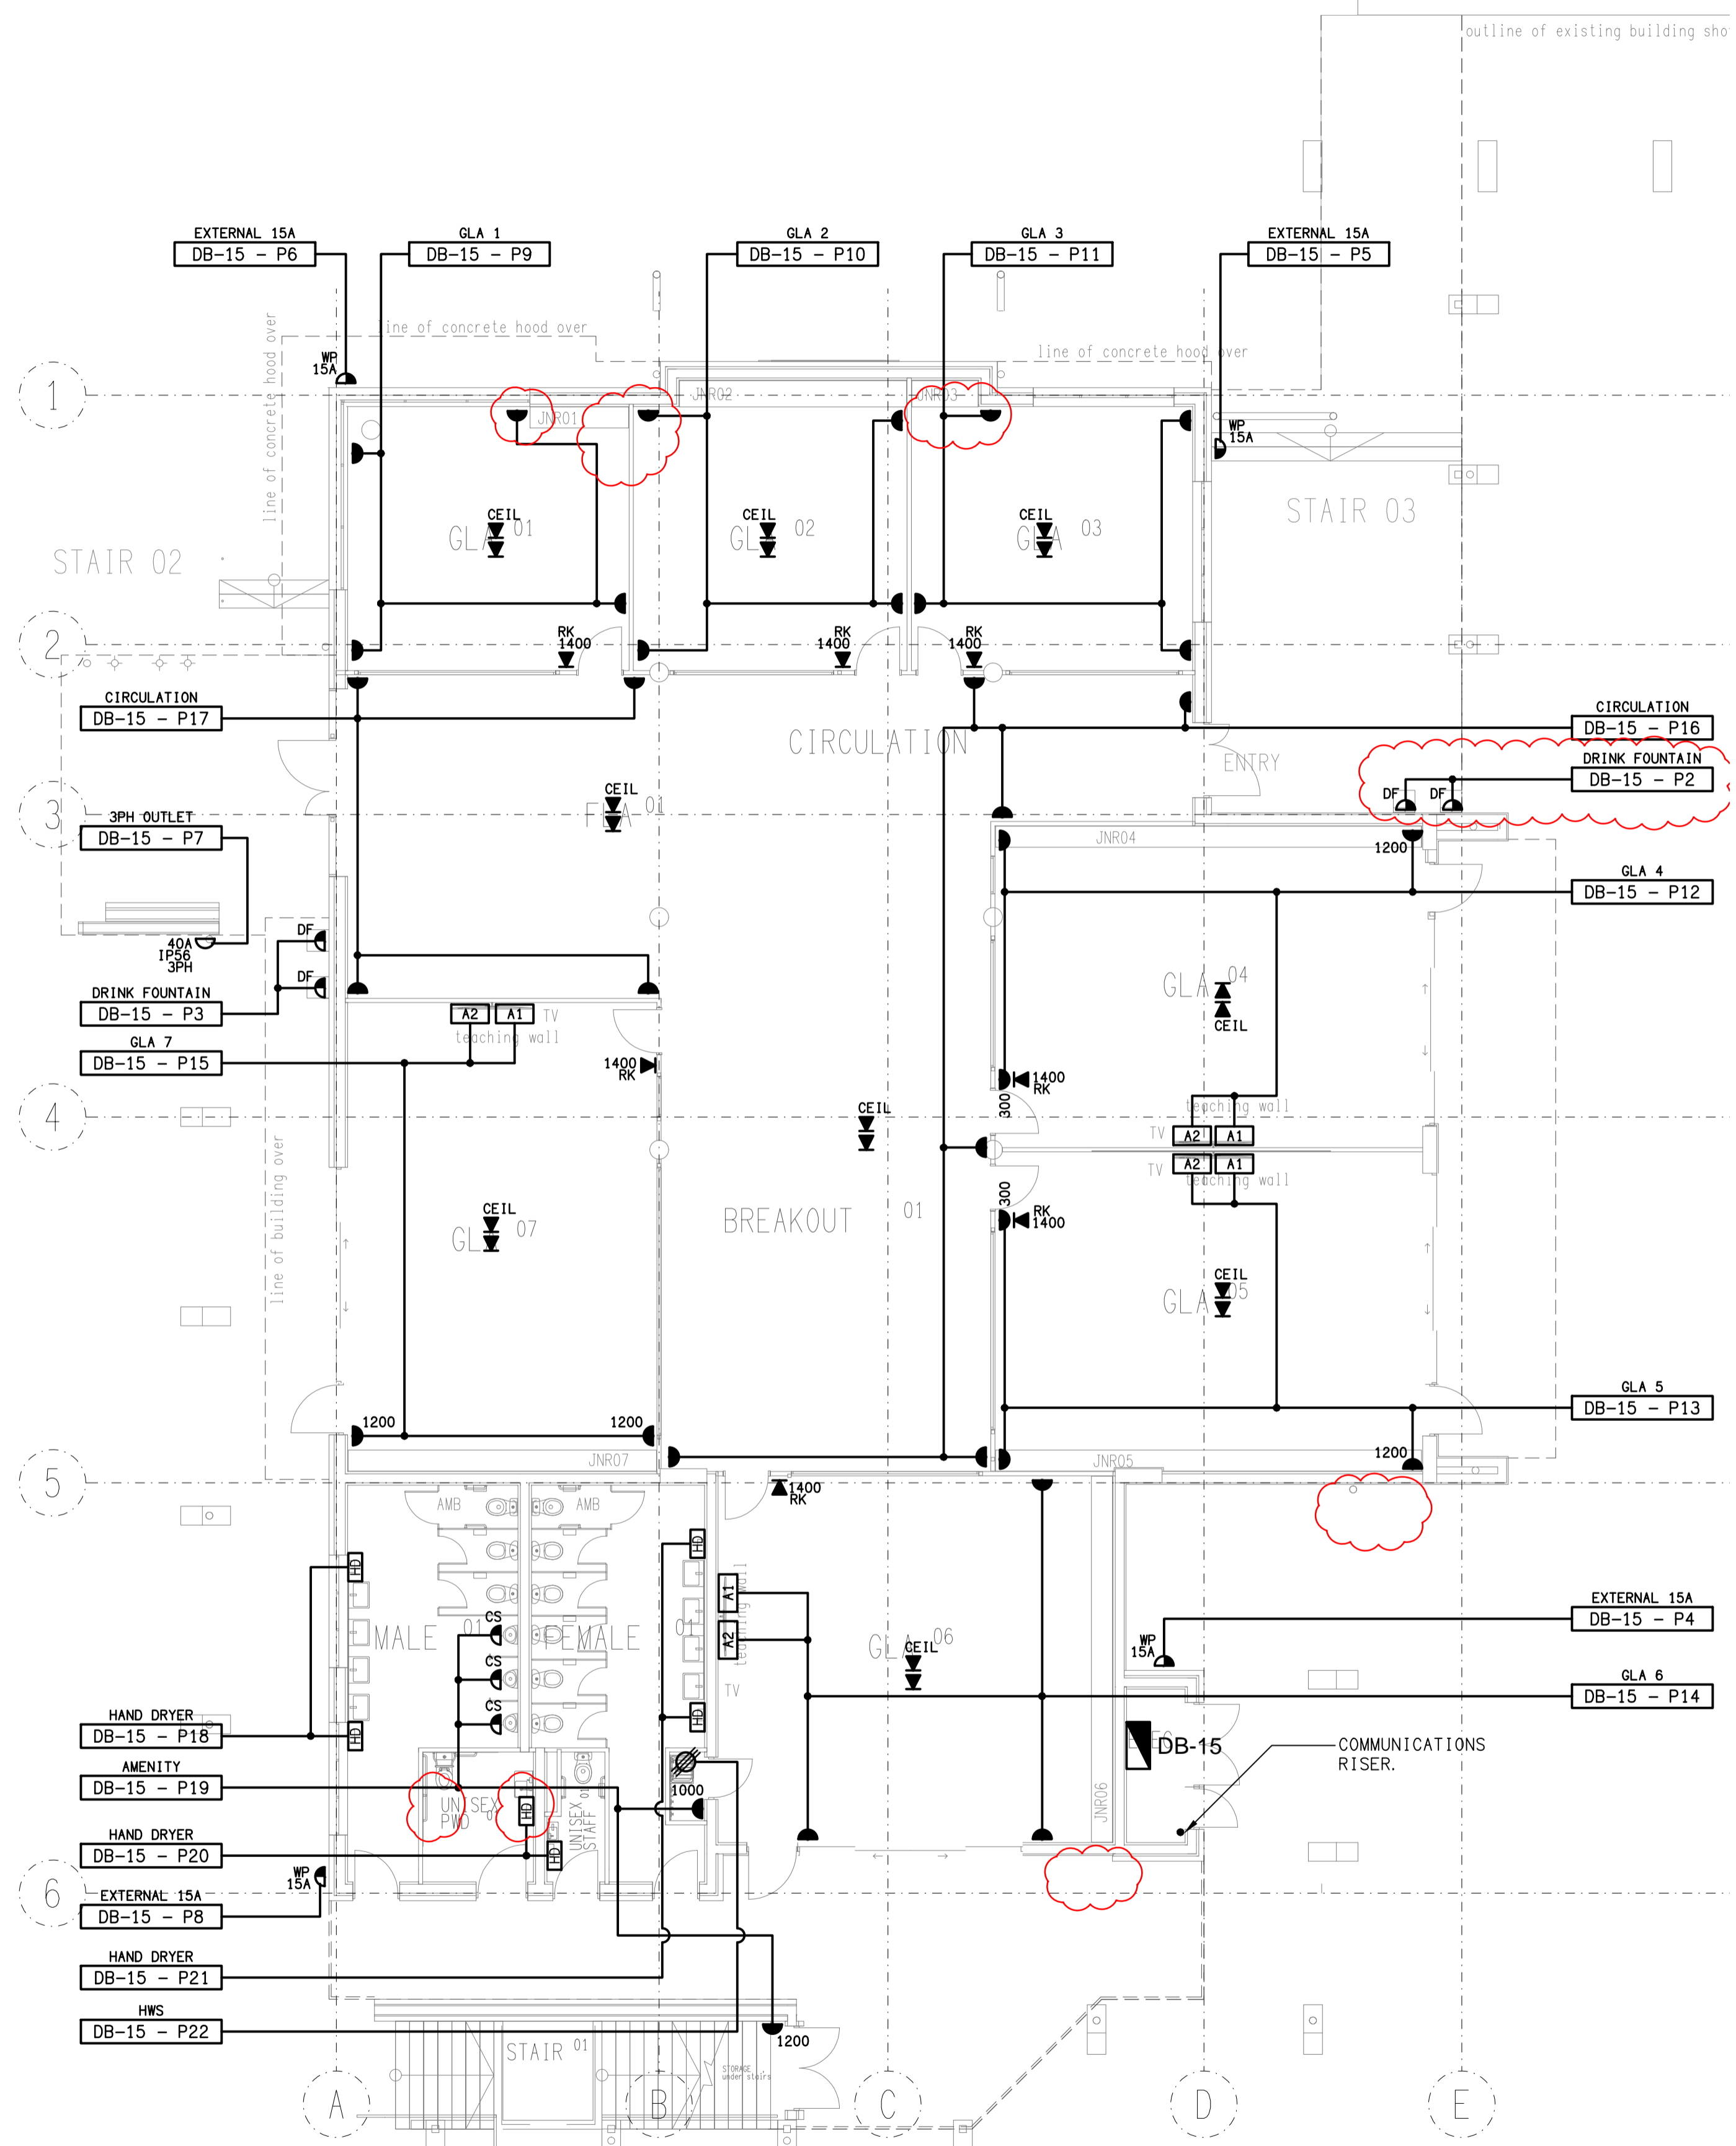 outline of existing building sho
EXTERNAL 15A
DB-15 - P6
GLA 1
DB-15 - P9
GLA 2
DB-15 - P10
GLA 3
DB-15 - P11
EXTERNAL 15A
DB-15 - P5
line of concrete hood over
line of concrete hood over
line of concrete hood over
WP
15A
1
JNR01
JNR02
JNR03
WP
15A
STAIR 03
CEIL
GLA 01
CEIL
02
CEIL
GLA 03
STAIR 02
2
RK
1400
RK
1400
RK
1400
CIRCULATION
DB-15 - P17
CIRCULATION
DB-15 - P16
CIRCULATION
ENTRY
DRINK FOUNTAIN
DB-15 - P2
DF
DF
CEIL
01
3
3PH OUTLET
DB-15 - P7
JNR04
1200
GLA 4
DB-15 - P12
40A
IP56
3PH
DF
DF
DRINK FOUNTAIN
DB-15 - P3
GLA 04
CEIL
A2
A1
TV
teaching wall
GLA 7
DB-15 - P15
1400
RK
1400
RK
300
4
CEIL
teaching wall
TV
A2
A1
TV
A2
A1
teaching wall
line of building over
300
RK
1400
CEIL
07
BREAKOUT 01
CEIL
GLA 05
GLA 5
DB-15 - P13
1200
1200
1200
JNR07
JNR05
5
1400
RK
AMB
AMB
HD
HD
A1
A2
teaching wall
TV
EXTERNAL 15A
DB-15 - P4
CS
MALE 01
FEMALE 01
CS
CS
GLA 06
CEIL
WP
15A
GLA 6
DB-15 - P14
HAND DRYER
DB-15 - P18
HD
HD
DB-15
COMMUNICATIONS
RISER.
AMENITY
DB-15 - P19
1000
JNR06
UNISEX
PWD
HD
UNISEX
STAFF 01
HD
HAND DRYER
DB-15 - P20
WP
15A
6
EXTERNAL 15A
DB-15 - P8
HAND DRYER
DB-15 - P21
HWS
DB-15 - P22
1200
STAIR 01
STORAGE
under stairs
A
B
C
D
E